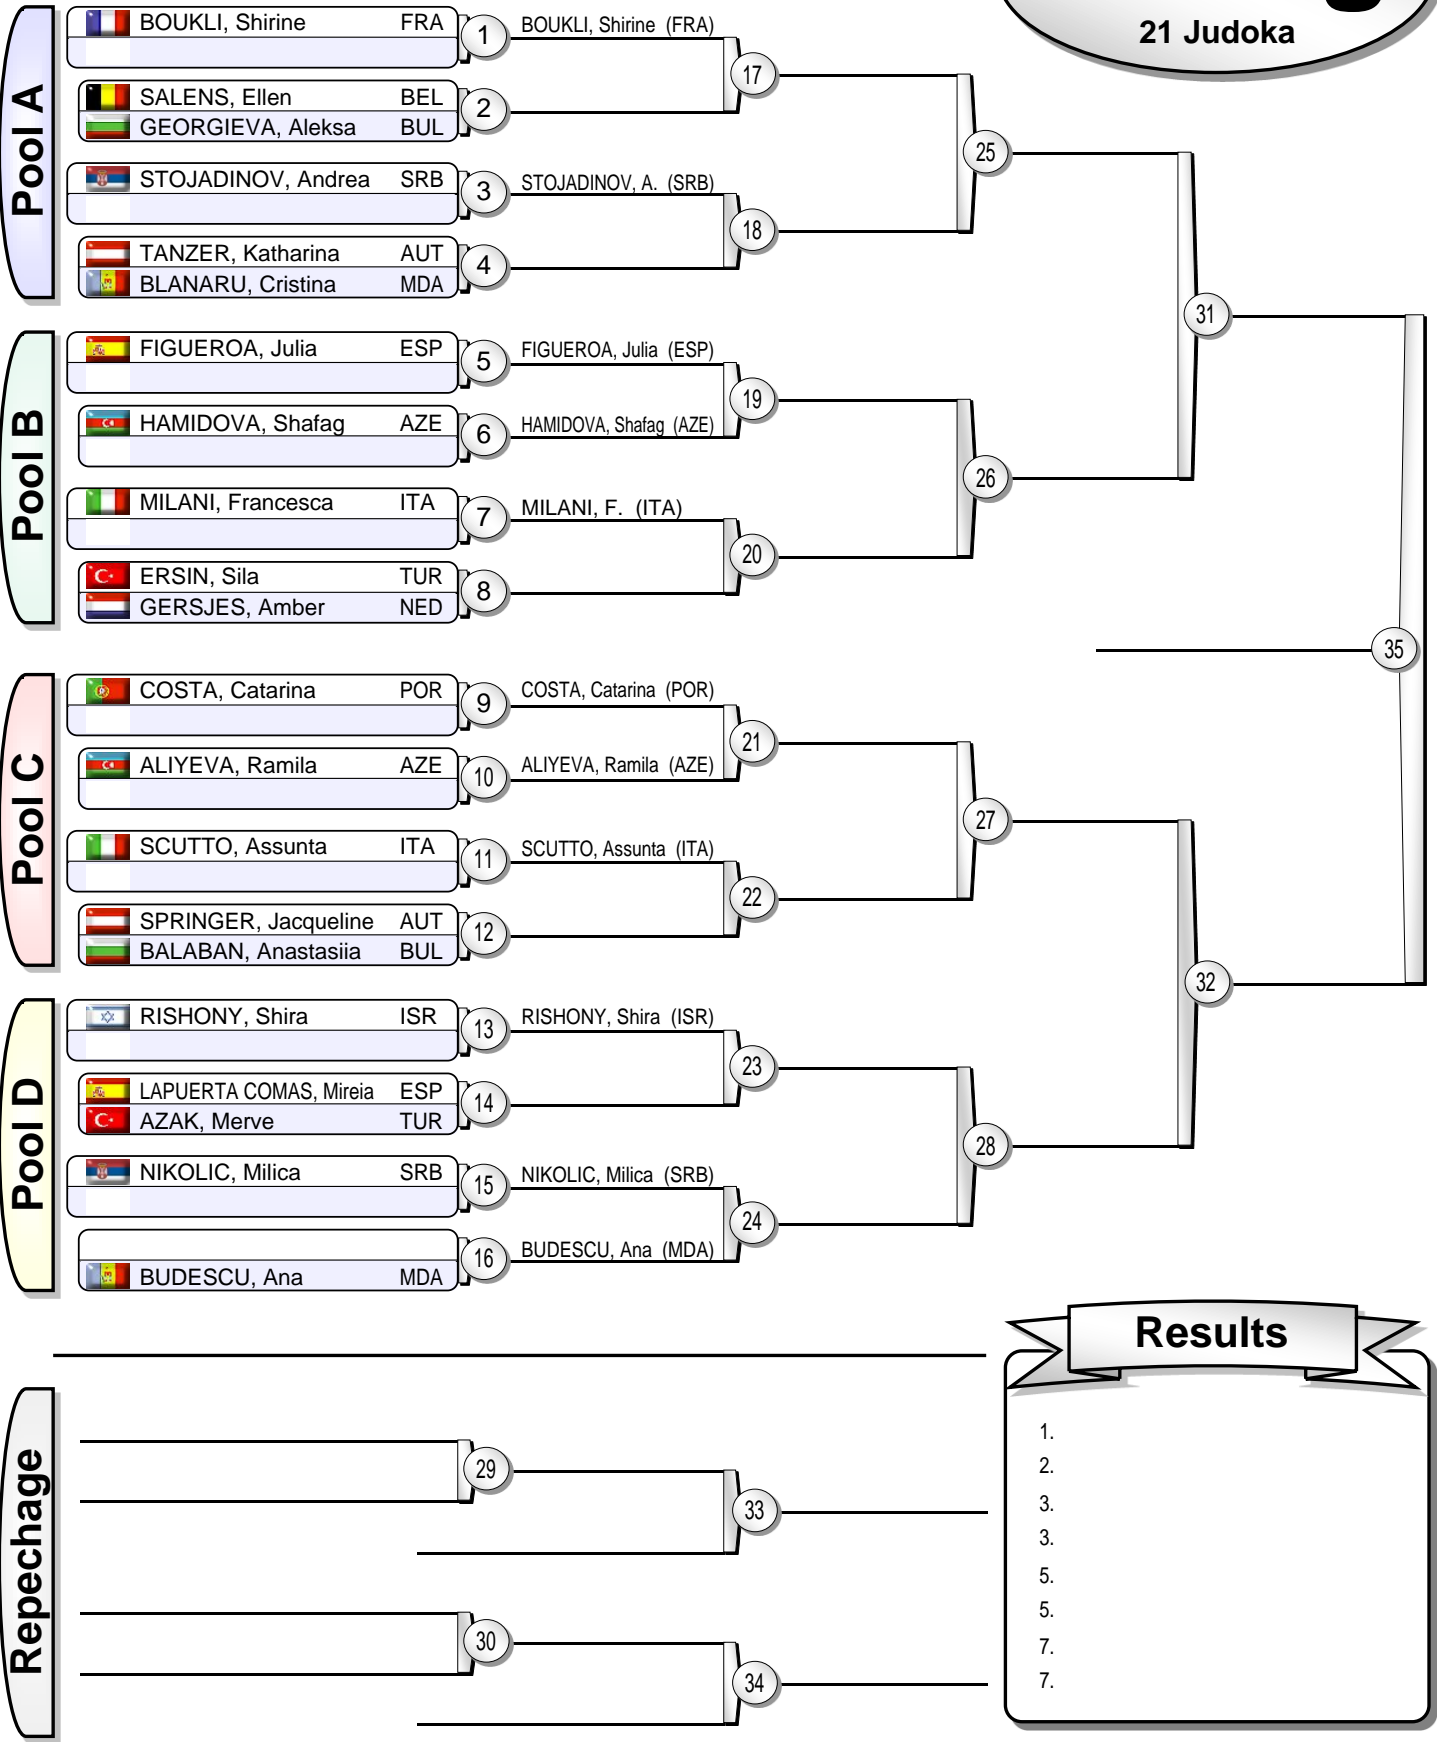 21 Judoka
Pool A
BOUKLI, Shirine FRA 1 BOUKLI, Shirine (FRA)
17
SALENS, Ellen BEL 2
GEORGIEVA, Aleksa BUL
25
STOJADINOV, Andrea SRB 3 STOJADINOV, A. (SRB)
18
TANZER, Katharina AUT 4
BLANARU, Cristina MDA
31
Pool B
FIGUEROA, Julia ESP 5 FIGUEROA, Julia (ESP)
19
HAMIDOVA, Shafag AZE 6 HAMIDOVA, Shafag (AZE)
26
MILANI, Francesca ITA 7 MILANI, F. (ITA)
20
ERSIN, Sila TUR 8
GERSJES, Amber NED
35
Pool C
COSTA, Catarina POR 9 COSTA, Catarina (POR)
21
ALIYEVA, Ramila AZE 10 ALIYEVA, Ramila (AZE)
27
SCUTTO, Assunta ITA 11 SCUTTO, Assunta (ITA)
22
SPRINGER, Jacqueline AUT 12
BALABAN, Anastasiia BUL
32
Pool D
RISHONY, Shira ISR 13 RISHONY, Shira (ISR)
23
LAPUERTA COMAS, Mireia ESP 14
AZAK, Merve TUR
28
NIKOLIC, Milica SRB 15 NIKOLIC, Milica (SRB)
24
16 BUDESCU, Ana (MDA)
BUDESCU, Ana MDA
Repechage
29
33
30
34
Results
1.
2.
3.
3.
5.
5.
7.
7.